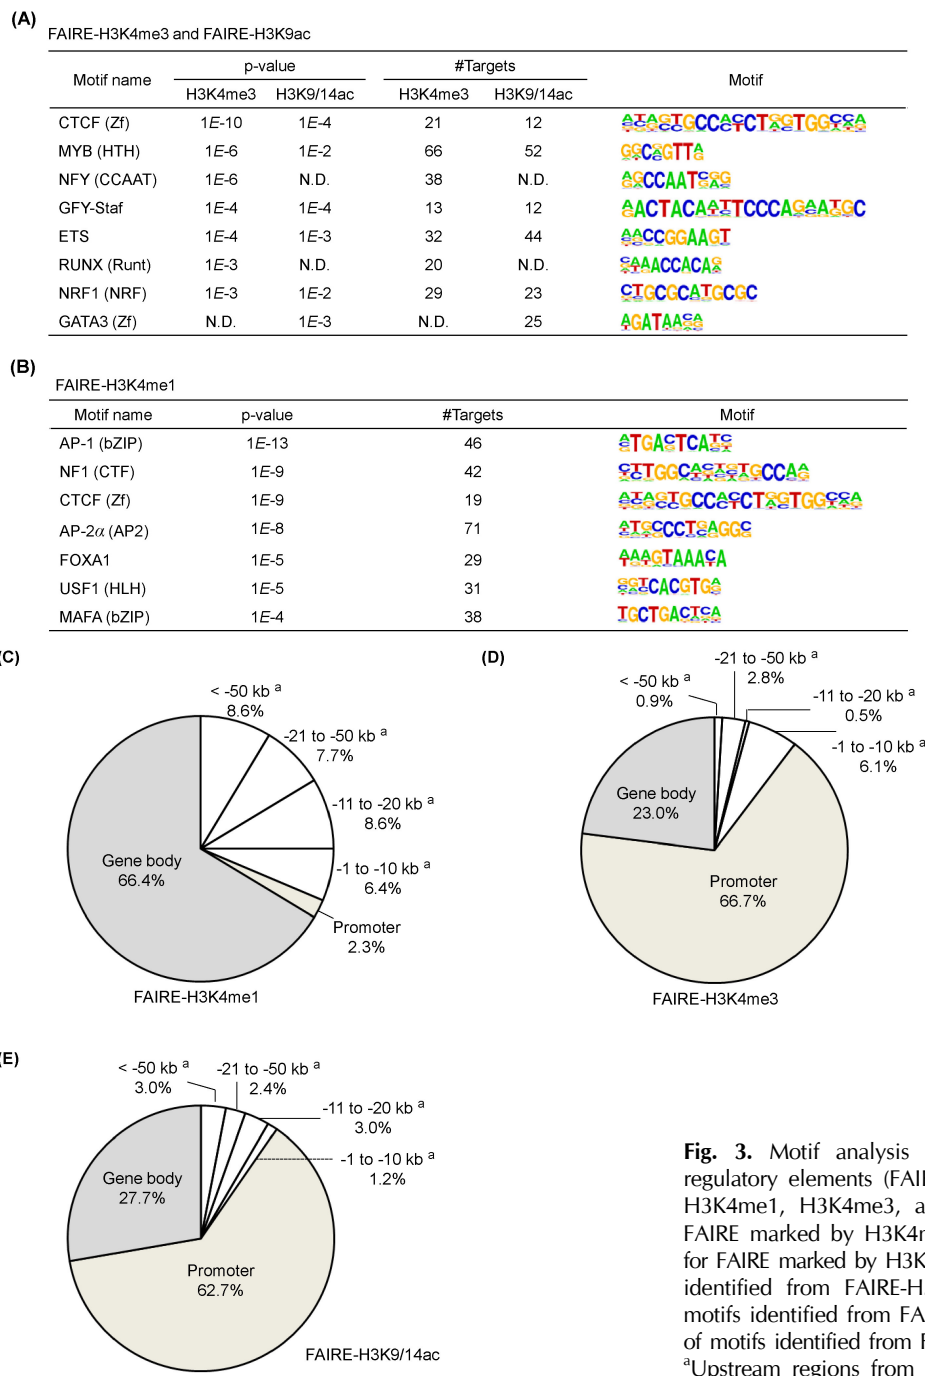 (A)
FAIRE-H3K4me3 and FAIRE-H3K9ac
Motif name p-value #Targets Motif
H3K4me3 H3K9/14ac H3K4me3 H3K9/14ac
CTCF (Zf) 1E-10 1E-4 21 12
MYB (HTH) 1E-6 1E-2 66 52
NFY (CCAAT) 1E-6 N.D. 38 N.D.
GFY-Staf 1E-4 1E-4 13 12
ETS 1E-4 1E-3 32 44
RUNX (Runt) 1E-3 N.D. 20 N.D.
NRF1 (NRF) 1E-3 1E-2 29 23
GATA3 (Zf) N.D. 1E-3 N.D. 25
(B)
FAIRE-H3K4me1
Motif name p-value #Targets Motif
AP-1 (bZIP) 1E-13 46
NF1 (CTF) 1E-9 42
CTCF (Zf) 1E-9 19
AP-2α (AP2) 1E-8 71
FOXA1 1E-5 29
USF1 (HLH) 1E-5 31
MAFA (bZIP) 1E-4 38
(C)
< -50 kb a
8.6%
-21 to -50 kb a
7.7%
-11 to -20 kb a
8.6%
-1 to -10 kb a
6.4%
Promoter
2.3%
Gene body
66.4%
FAIRE-H3K4me1
(D)
-21 to -50 kb a
2.8%
< -50 kb a
0.9%
-11 to -20 kb a
0.5%
-1 to -10 kb a
6.1%
Gene body
23.0%
Promoter
66.7%
FAIRE-H3K4me3
(E)
< -50 kb a
3.0%
-21 to -50 kb a
2.4%
-11 to -20 kb a
3.0%
-1 to -10 kb a
1.2%
Gene body
27.7%
Promoter
62.7%
FAIRE-H3K9/14ac
Fig. 3. Motif analysis
regulatory elements (FAIR
H3K4me1, H3K4me3, a
FAIRE marked by H3K4m
for FAIRE marked by H3K
identified from FAIRE-H3
motifs identified from FA
of motifs identified from F
aUpstream regions from